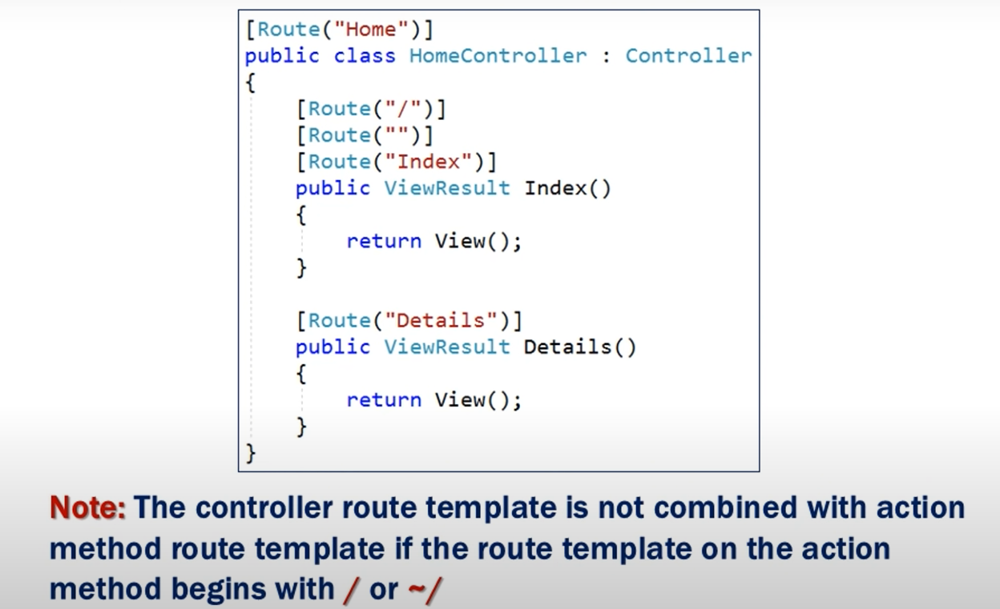 [Route("Home")]
public class HomeController : Controller
{
[Route("/")]
[Route("")]
[Route("Index")]
public ViewResult Index()
{
return View();
}
[Route("Details")]
public ViewResult Details()
{
return View();
}
}
Note: The controller route template is not combined with action
method route template if the route template on the action
method begins with / or ~/